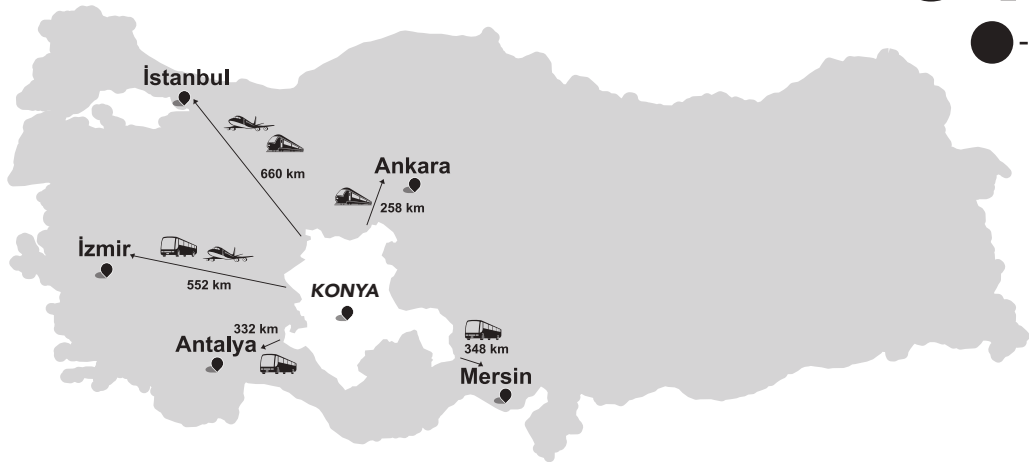 İstanbul
Ankara
660 km
258 km
İzmir
552 km
KONYA
332 km
Antalya
348 km
Mersin